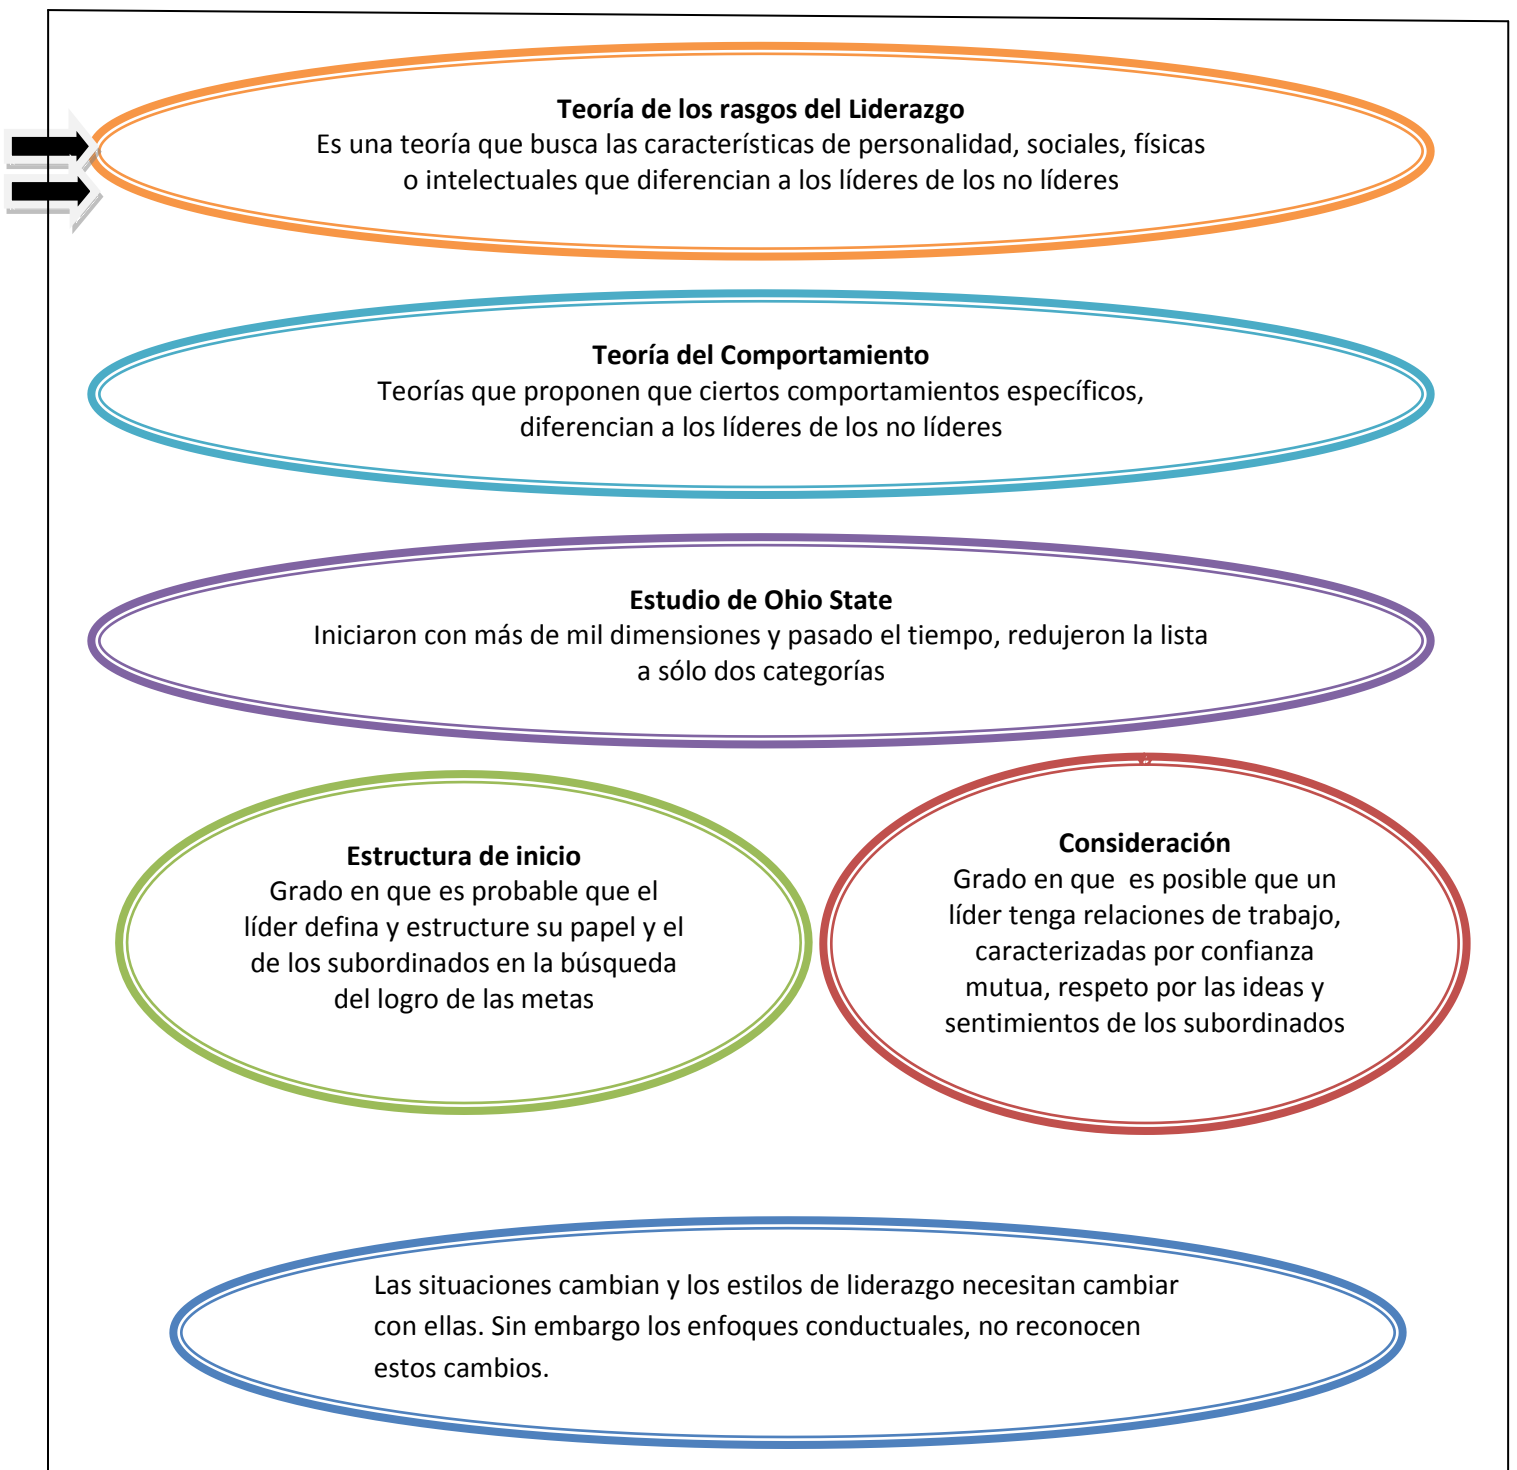 Teoría de los rasgos del Liderazgo
Es una teoría que busca las características de personalidad, sociales, físicas
o intelectuales que diferencian a los líderes de los no líderes
Teoría del Comportamiento
Teorías que proponen que ciertos comportamientos específicos,
diferencian a los líderes de los no líderes
Estudio de Ohio State
Iniciaron con más de mil dimensiones y pasado el tiempo, redujeron la lista
a sólo dos categorías
Estructura de inicio
Grado en que es probable que el
líder defina y estructure su papel y el
de los subordinados en la búsqueda
del logro de las metas
Consideración
Grado en que  es posible que un
líder tenga relaciones de trabajo,
caracterizadas por confianza
mutua, respeto por las ideas y
sentimientos de los subordinados
Las situaciones cambian y los estilos de liderazgo necesitan cambiar
con ellas. Sin embargo los enfoques conductuales, no reconocen
estos cambios.